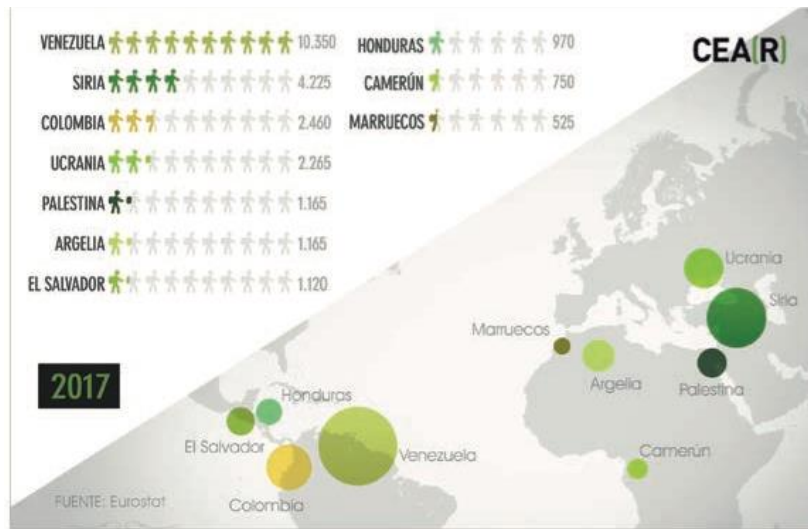 VENEZUELA 10.350
SIRIA 4.225
COLOMBIA 2.460
UCRANIA 2.265
PALESTINA 1.165
ARGELIA 1.165
EL SALVADOR 1.120
HONDURAS 970
CAMERÚN 750
MARRUECOS 525
CEA(R)
Ucrania
Siria
Marruecos
Argelia
Palestina
2017
Honduras
El Salvador
Venezuela
Camerún
Colombia
FUENTE: Eurostat